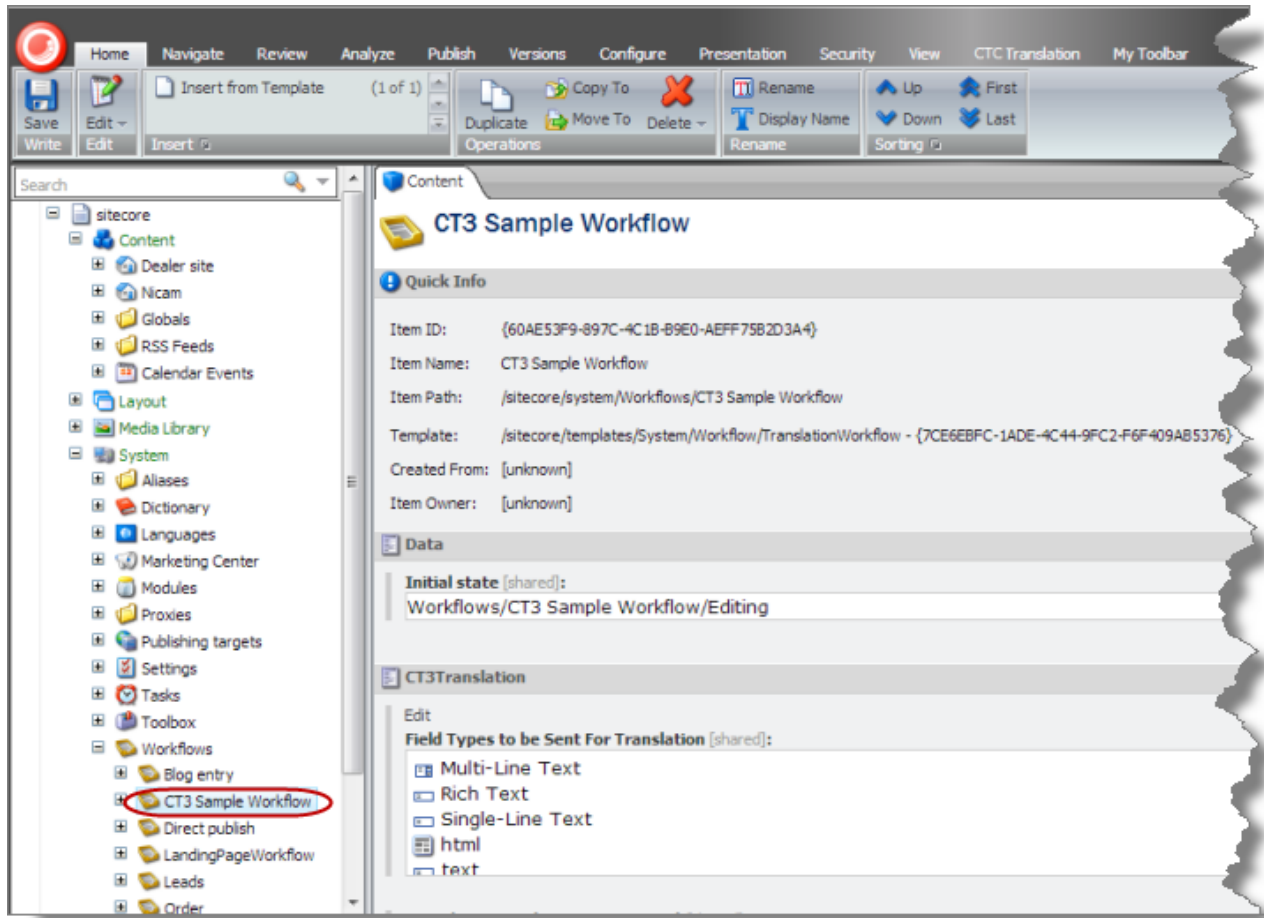 Home Navigate Review Analyze Publish Versions Configure Presentation Security View CTC Translation My Toolbar
Insert from Template (1 of 1) Copy To Rename Up First
Save Edit Duplicate Move To Delete Display Name Down Last
Write Edit Insert Operations Rename Sorting
Search
sitecore
Content
Dealer site
Nicam
Globals
RSS Feeds
Calendar Events
Layout
Media Library
System
Aliases
Dictionary
Languages
Marketing Center
Modules
Proxies
Publishing targets
Settings
Tasks
Toolbox
Workflows
Blog entry
CT3 Sample Workflow
Direct publish
LandingPageWorkflow
Leads
Order
Content
CT3 Sample Workflow
Quick Info
Item ID: {60AE53F9-897C-4C1B-B9E0-AEFF75B2D3A4}
Item Name: CT3 Sample Workflow
Item Path: /sitecore/system/Workflows/CT3 Sample Workflow
Template: /sitecore/templates/System/Workflow/TranslationWorkflow - {7CE6EBFC-1ADE-4C44-9FC2-F6F409AB5376}
Created From: [unknown]
Item Owner: [unknown]
Data
Initial state [shared]:
Workflows/CT3 Sample Workflow/Editing
CT3Translation
Edit
Field Types to be Sent For Translation [shared]:
Multi-Line Text
Rich Text
Single-Line Text
html
text